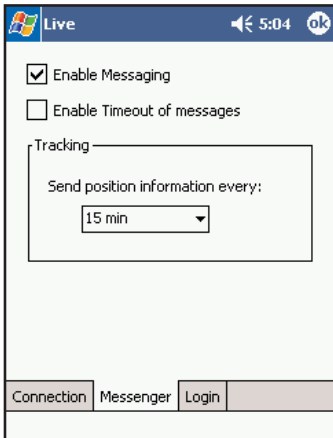 Live 5:04 ok
Enable Messaging
Enable Timeout of messages
Tracking
Send position information every:
15 min
Connection Messenger Login